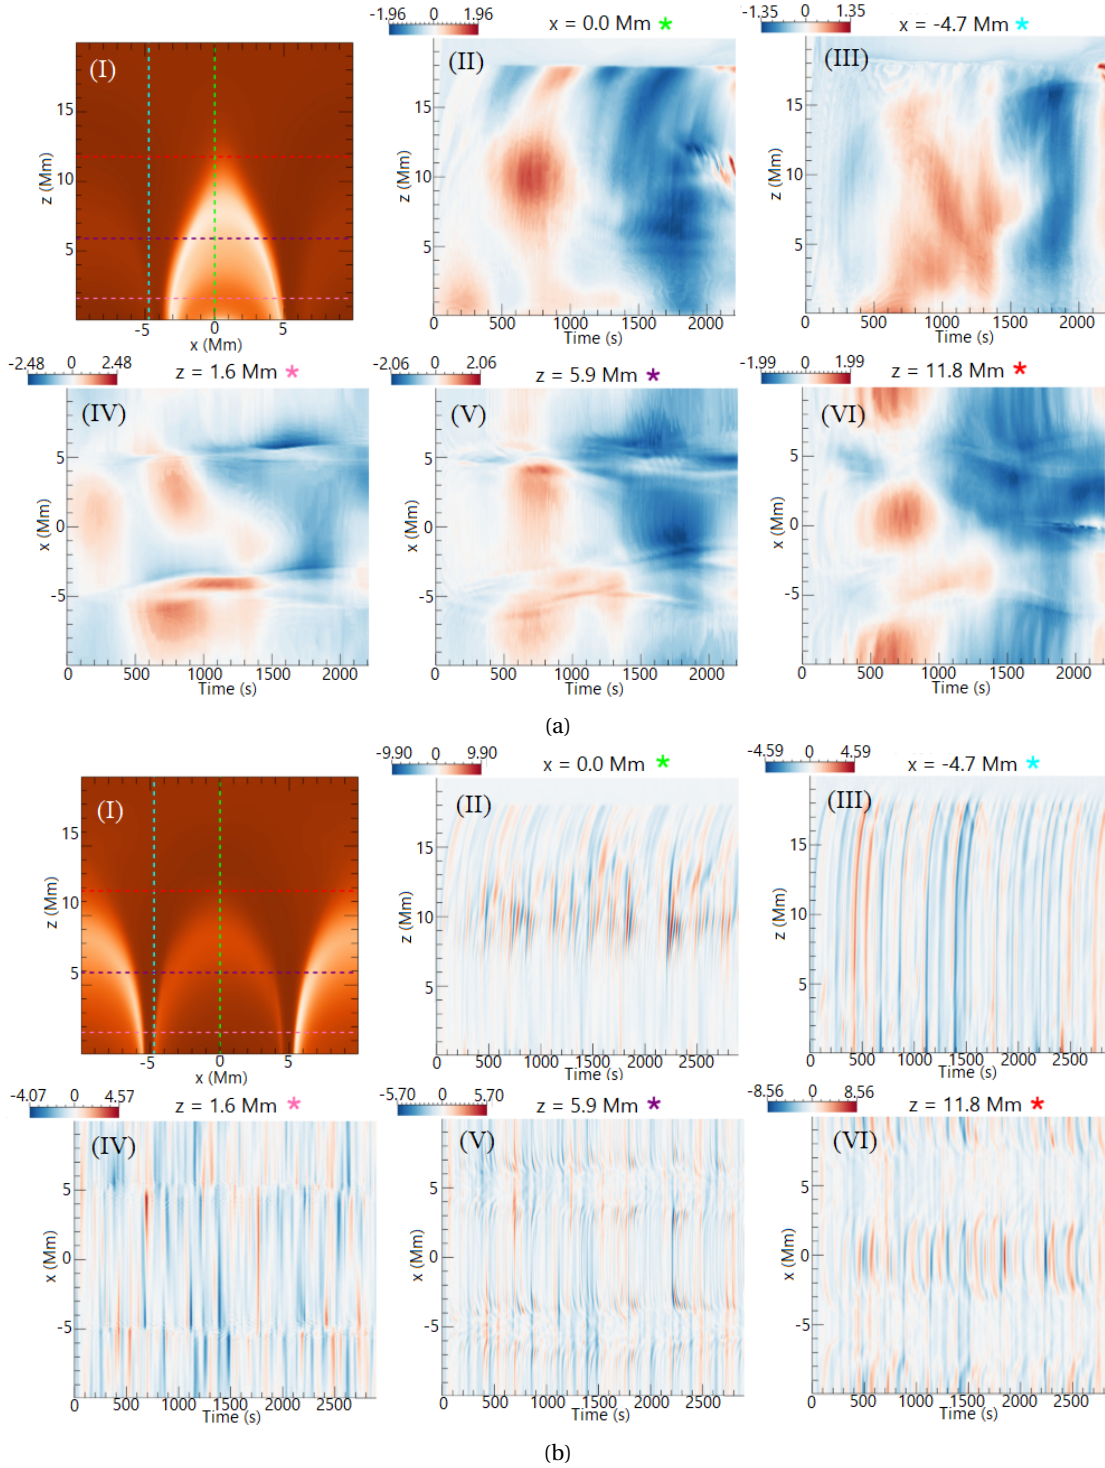 -1.96 0 1.96
x = 0.0 Mm *
-1.35 0 1.35
x = -4.7 Mm *
(I)
z (Mm)
15
10
5
-5 0 5
x (Mm)
(II)
z (Mm)
15
10
5
0 500 1000 1500 2000
Time (s)
(III)
z (Mm)
15
10
5
0 500 1000 1500 2000
Time (s)
-2.48 0 2.48
z = 1.6 Mm *
-2.06 0 2.06
z = 5.9 Mm *
-1.99 0 1.99
z = 11.8 Mm *
(IV)
x (Mm)
5
0
-5
0 500 1000 1500 2000
Time (s)
(V)
x (Mm)
5
0
-5
0 500 1000 1500 2000
Time (s)
(VI)
x (Mm)
5
0
-5
0 500 1000 1500 2000
Time (s)
(a)
-9.90 0 9.90
x = 0.0 Mm *
-4.59 0 4.59
x = -4.7 Mm *
(I)
z (Mm)
15
10
5
-5 0 5
x (Mm)
(II)
z (Mm)
15
10
5
0 500 1000 1500 2000 2500
Time (s)
(III)
z (Mm)
15
10
5
0 500 1000 1500 2000 2500
Time (s)
-4.07 0 4.57
z = 1.6 Mm *
-5.70 0 5.70
z = 5.9 Mm *
-8.56 0 8.56
z = 11.8 Mm *
(IV)
x (Mm)
5
0
-5
0 500 1000 1500 2000 2500
Time (s)
(V)
x (Mm)
5
0
-5
0 500 1000 1500 2000 2500
Time (s)
(VI)
x (Mm)
5
0
-5
0 500 1000 1500 2000 2500
Time (s)
(b)